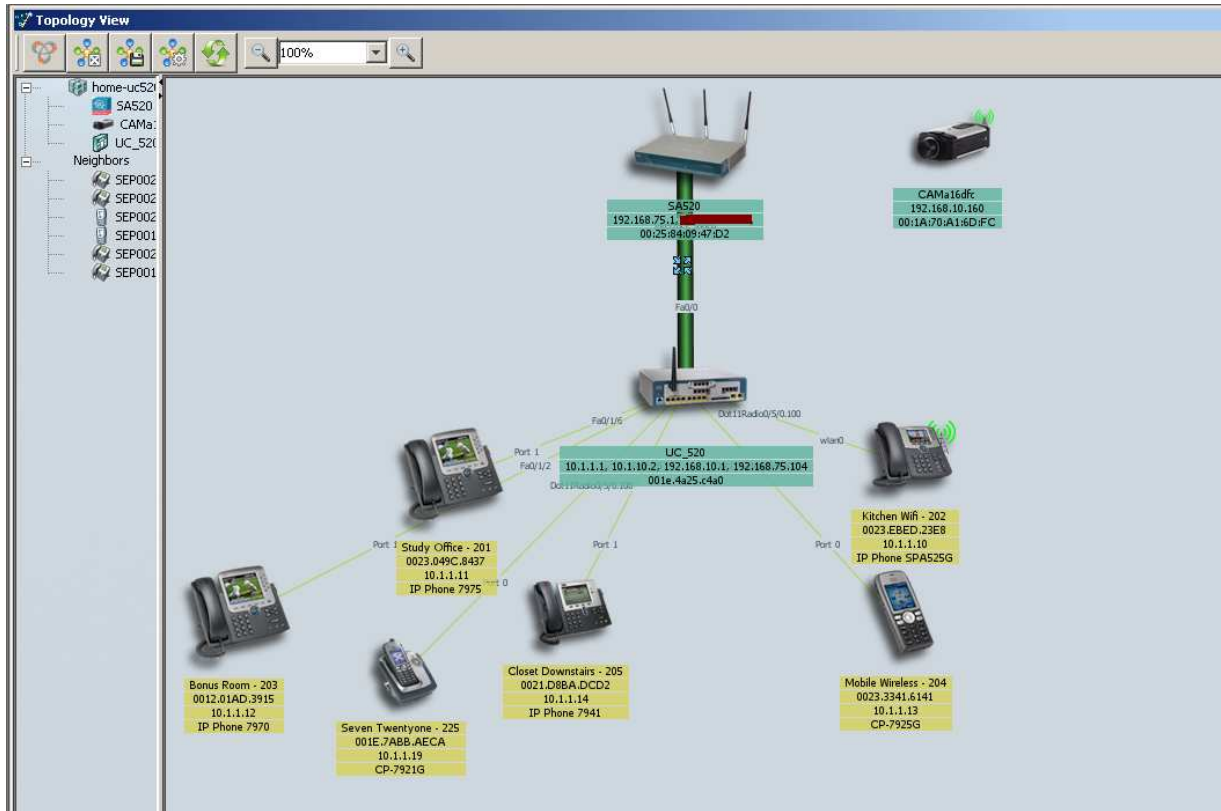 Topology View
100%
home-uc520
SA520
CAMa1
UC_520
Neighbors
SEP002
SEP002
SEP002
SEP001
SEP002
SEP001
SA520
192.168.75.1,
00:25:84:09:47:D2
CAMa16dfc
192.168.10.160
00:1A:70:A1:6D:FC
Fa0/0
Fa0/1/6
Dot11Radio0/5/0.100
wlan0
Port 1
Fa0/1/2
Dot11Radio0/5/0.100
UC_520
10.1.1.1, 10.1.10.2, 192.168.10.1, 192.168.75.104
001e.4a25.c4a0
Kitchen Wifi - 202
0023.EBED.23E8
10.1.1.10
IP Phone SPA525G
Port 1
Study Office - 201
0023.049C.8437
10.1.1.11
IP Phone 7975
Port 0
Port 1
Port 0
Bonus Room - 203
0012.01AD.3915
10.1.1.12
IP Phone 7970
Seven Twentyone - 225
001E.7ABB.AECA
10.1.1.19
CP-7921G
Closet Downstairs - 205
0021.D8BA.DCD2
10.1.1.14
IP Phone 7941
Mobile Wireless - 204
0023.3341.6141
10.1.1.13
CP-7925G